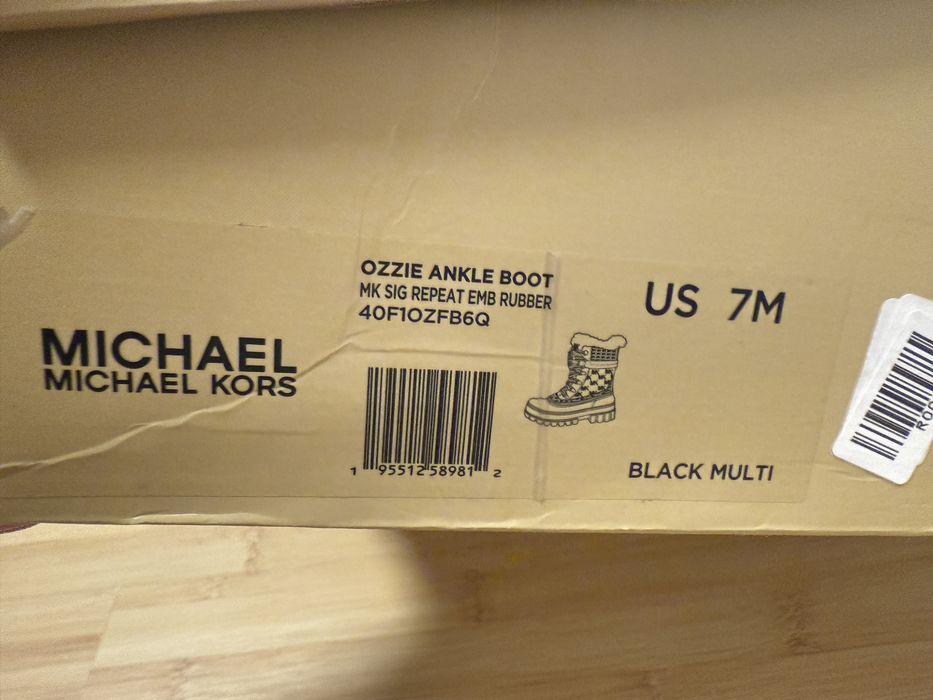 OZZIE ANKLE BOOT
MK SIG REPEAT EMB RUBBER
40F1OZFB6Q
US 7M
MICHAEL
MICHAEL KORS
1 95512 58981 2
BLACK MULTI